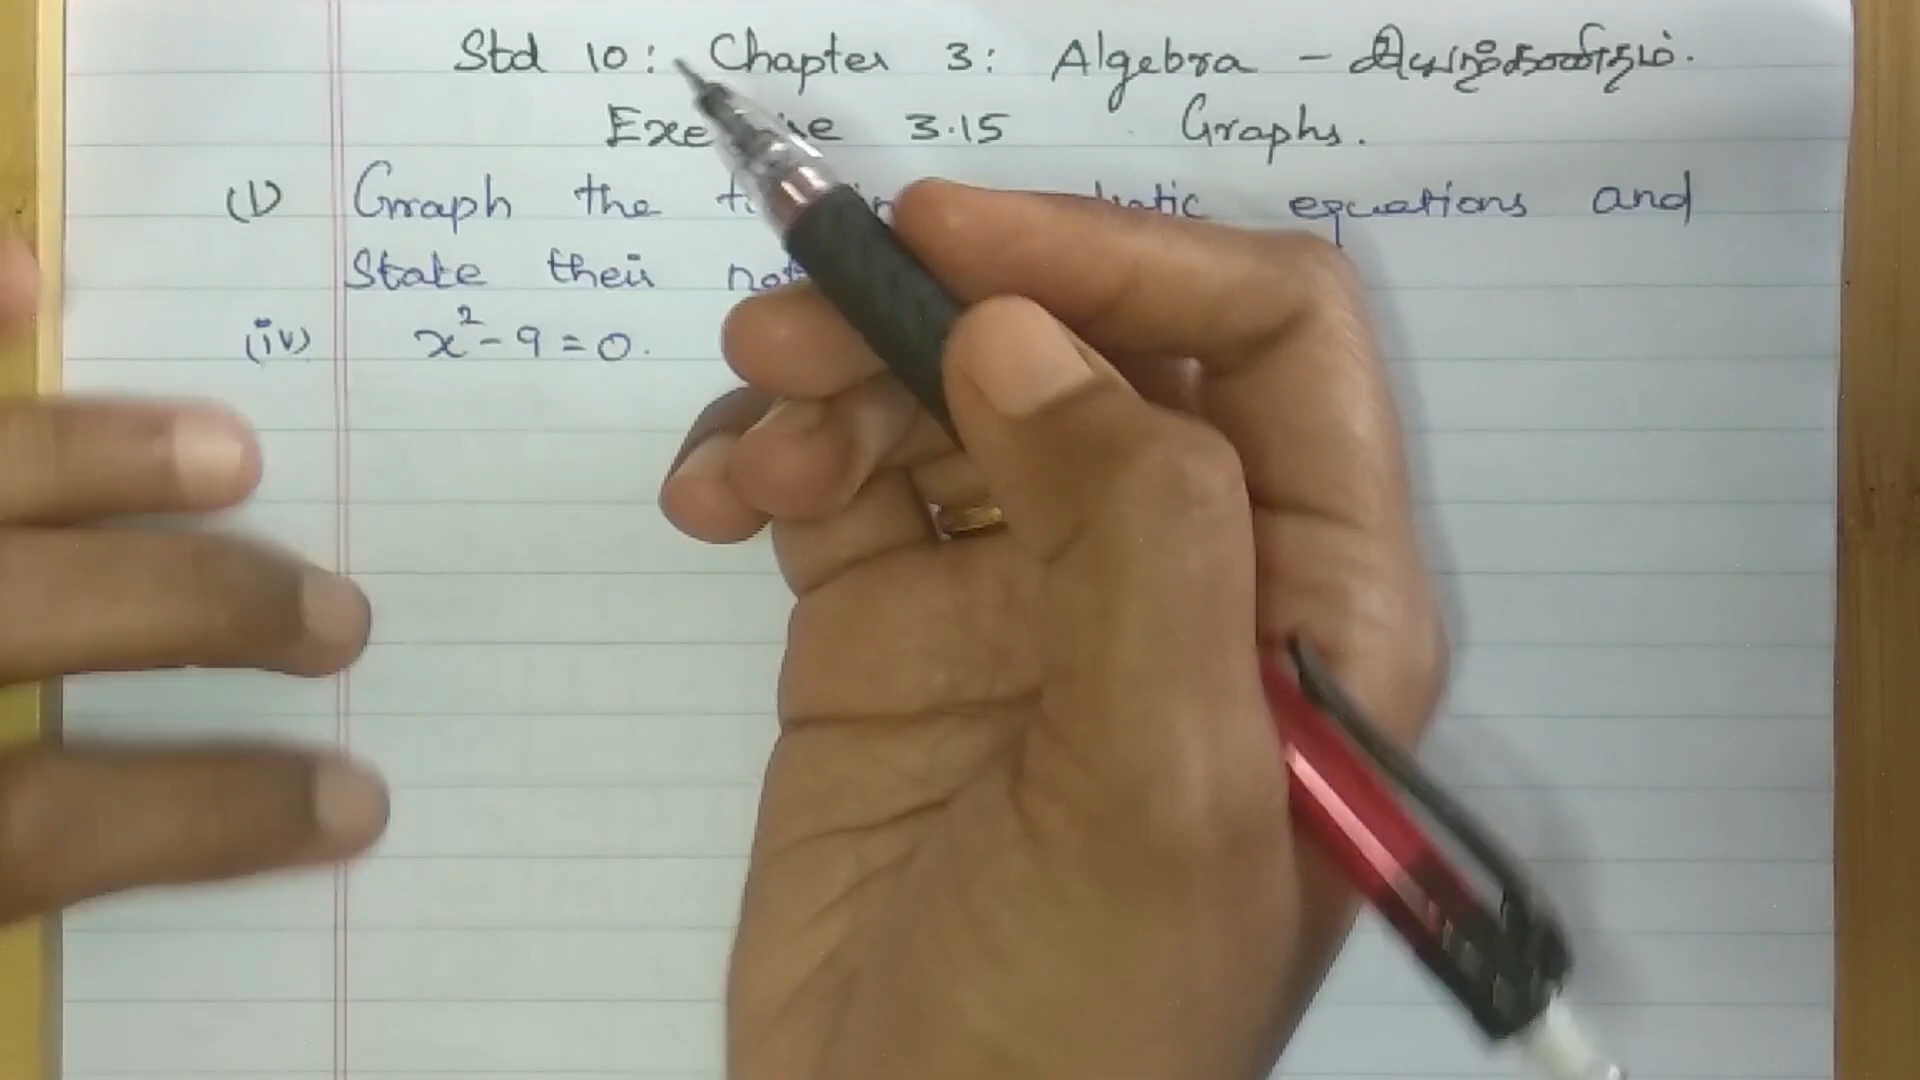 Std 10: Chapter 3: Algebra - இயற்கணிதம்.
3.15 Graphs.
(1) Graph the equations and
State their
(iv) x² - 9 = 0.